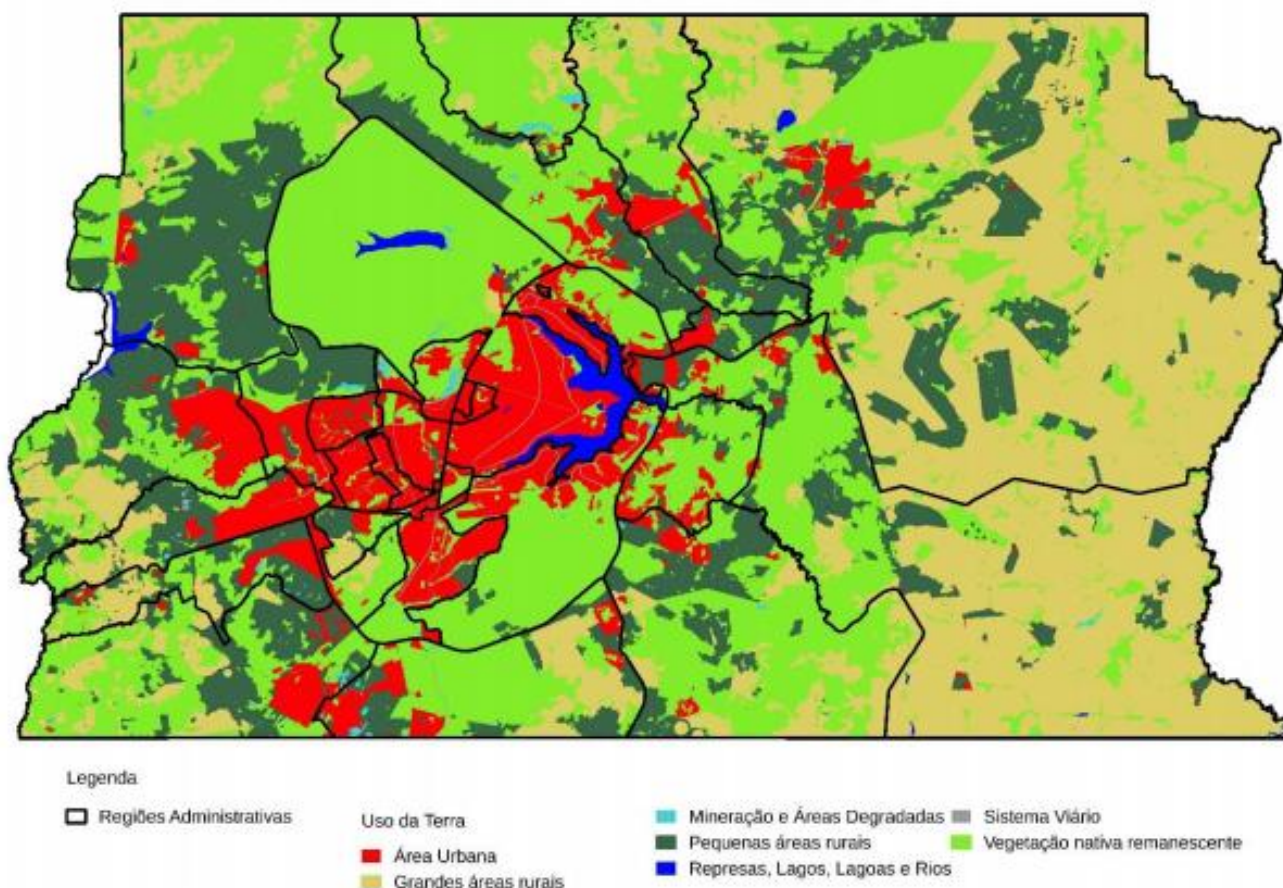 Legenda
Regiões Administrativas
Uso da Terra
Área Urbana
Grandes áreas rurais
Mineração e Áreas Degradadas
Pequenas áreas rurais
Represas, Lagos, Lagoas e Rios
Sistema Viário
Vegetação nativa remanescente